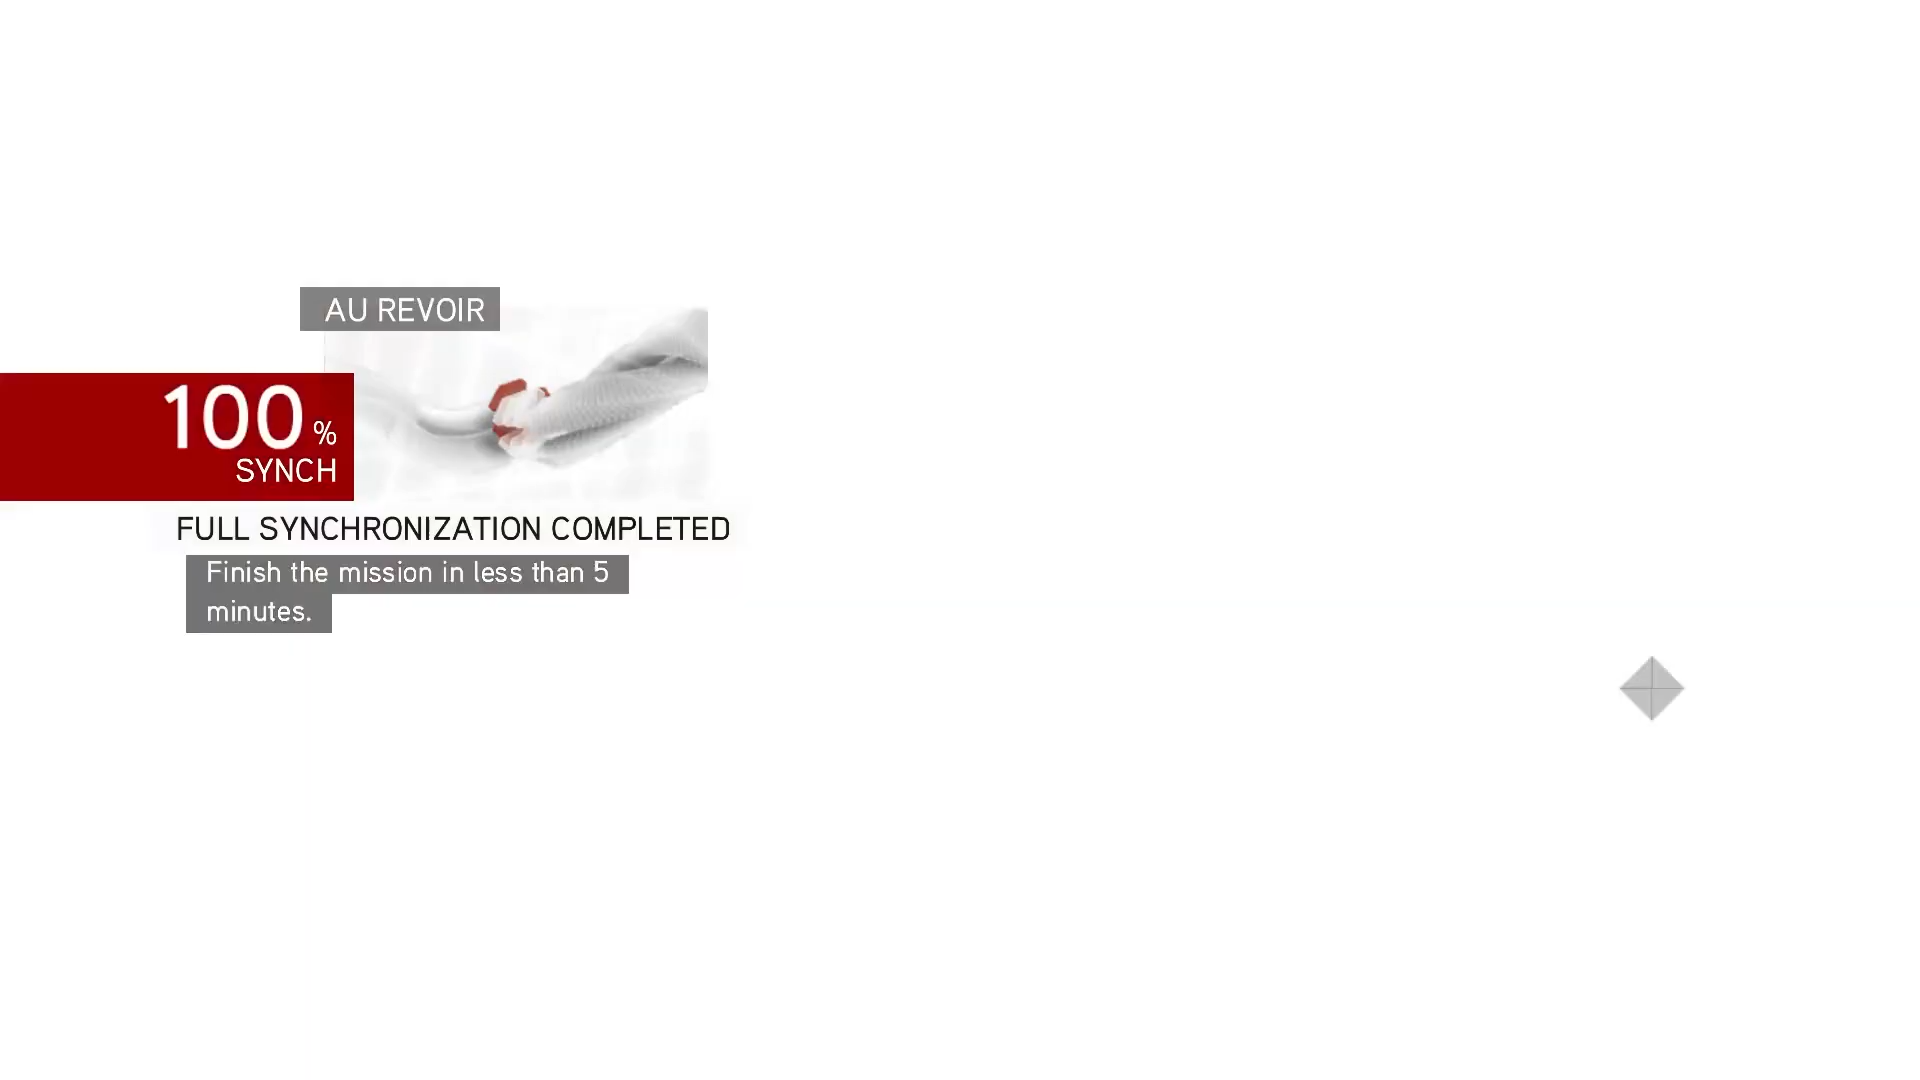 AU REVOIR
100 %
SYNCH
FULL SYNCHRONIZATION COMPLETED
Finish the mission in less than 5
minutes.